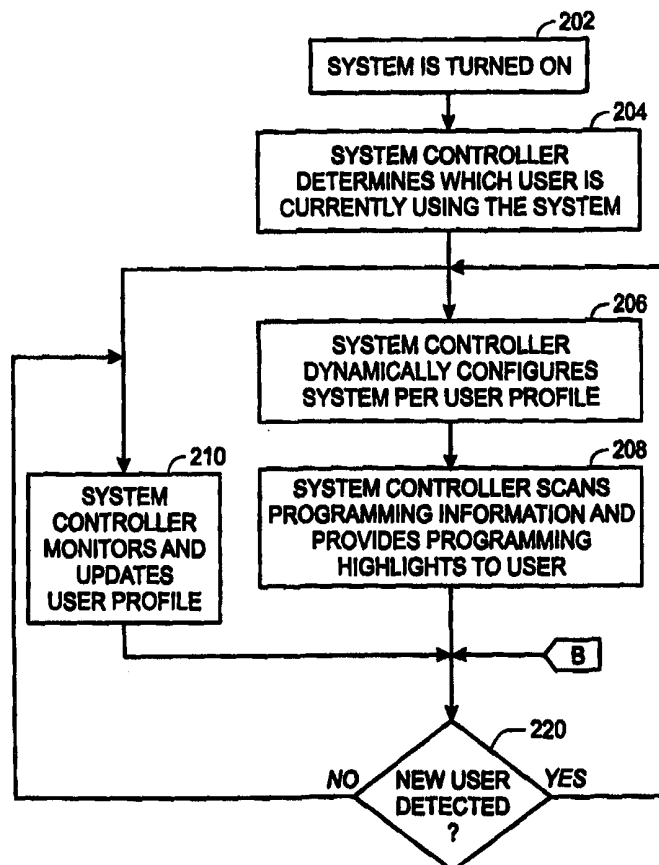 202
SYSTEM IS TURNED ON
204
SYSTEM CONTROLLER
DETERMINES WHICH USER IS
CURRENTLY USING THE SYSTEM
206
SYSTEM CONTROLLER
DYNAMICALLY CONFIGURES
SYSTEM PER USER PROFILE
208
SYSTEM CONTROLLER SCANS
PROGRAMMING INFORMATION AND
PROVIDES PROGRAMMING
HIGHLIGHTS TO USER
210
SYSTEM
CONTROLLER
MONITORS AND
UPDATES
USER PROFILE
B
220
NO
NEW USER
DETECTED
?
YES